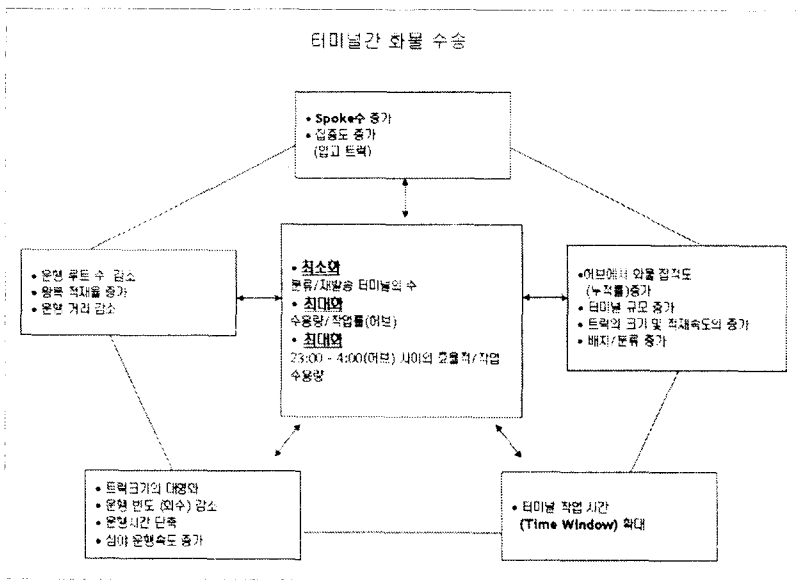 터미널간 화물 수송
• Spoke수 증가
• 집중도 증가
(입고 트럭)
• 운행 루트 수 감소
• 왕복 적재율 증가
• 운행 거리 감소
• 최소화
분류/재발송 터미널의 수
• 최대화
수용량/작업률(허브)
• 최대화
23:00 - 4:00(허브) 사이의 효율적/작업
수용량
•허브에서 화물 집적도
(누적률)증가
• 터미널 규모 증가
• 트럭의 크기 및 적재속도의 증가
• 배치/분류 증가
• 트럭크기의 대형화
• 운행 빈도 (회수) 감소
• 운행시간 단축
• 심야 운행속도 증가
• 터미널 작업 시간
(Time Window) 확대